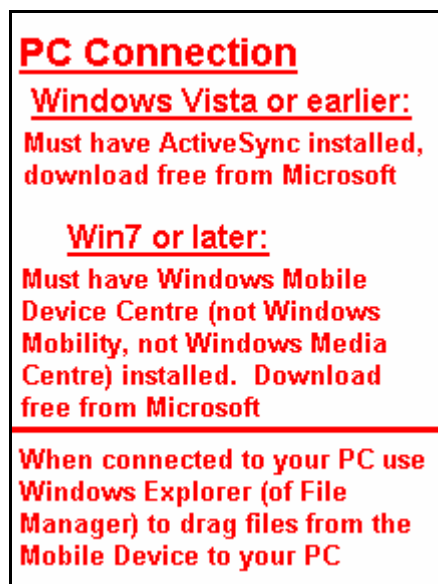 PC Connection
Windows Vista or earlier:
Must have ActiveSync installed,
download free from Microsoft
Win7 or later:
Must have Windows Mobile
Device Centre (not Windows
Mobility, not Windows Media
Centre) installed.  Download
free from Microsoft
When connected to your PC use
Windows Explorer (of File
Manager) to drag files from the
Mobile Device to your PC